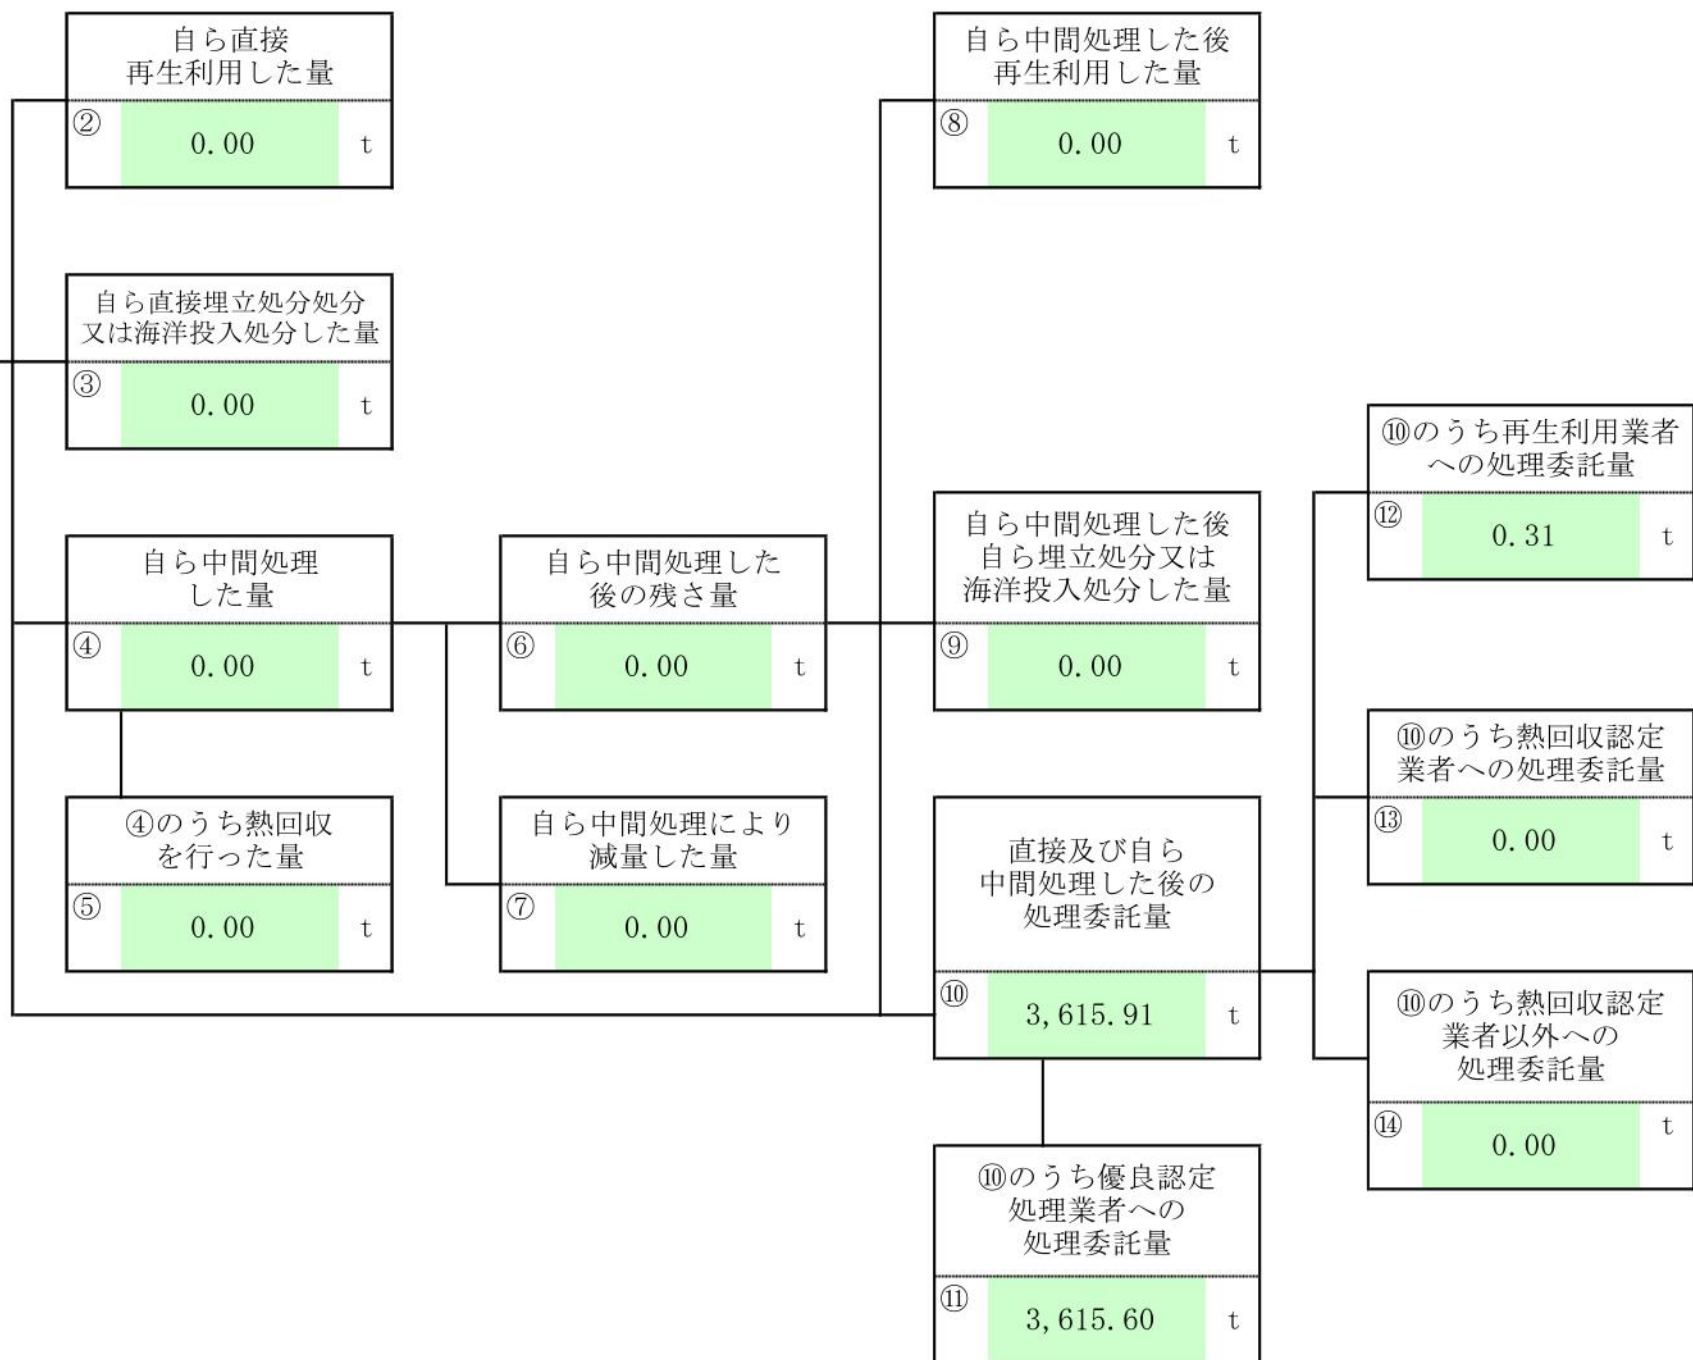 自ら直接
再生利用した量
② 0.00 t
自ら中間処理した後
再生利用した量
⑧ 0.00 t
自ら直接埋立処分処分
又は海洋投入処分した量
③ 0.00 t
⑩のうち再生利用業者
への処理委託量
⑫ 0.31 t
自ら中間処理
した量
④ 0.00 t
自ら中間処理した
後の残さ量
⑥ 0.00 t
自ら中間処理した後
自ら埋立処分又は
海洋投入処分した量
⑨ 0.00 t
⑩のうち熱回収認定
業者への処理委託量
⑬ 0.00 t
④のうち熱回収
を行った量
⑤ 0.00 t
自ら中間処理により
減量した量
⑦ 0.00 t
直接及び自ら
中間処理した後の
処理委託量
⑩ 3,615.91 t
⑩のうち熱回収認定
業者以外への
処理委託量
⑭ 0.00 t
⑩のうち優良認定
処理業者への
処理委託量
⑪ 3,615.60 t